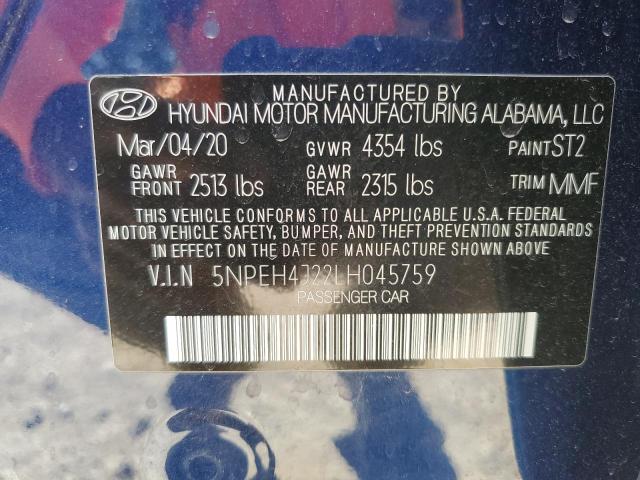 MANUFACTURED BY
HYUNDAI MOTOR MANUFACTURING ALABAMA, LLC
Mar/04/20 GVWR 4354 lbs PAINT ST2
GAWR FRONT 2513 lbs GAWR REAR 2315 lbs TRIM MMF
THIS VEHICLE CONFORMS TO ALL APPLICABLE U.S.A. FEDERAL
MOTOR VEHICLE SAFETY, BUMPER, AND THEFT PREVENTION STANDARDS
IN EFFECT ON THE DATE OF MANUFACTURE SHOWN ABOVE
V.I.N 5NPEH4J22LH045759
PASSENGER CAR